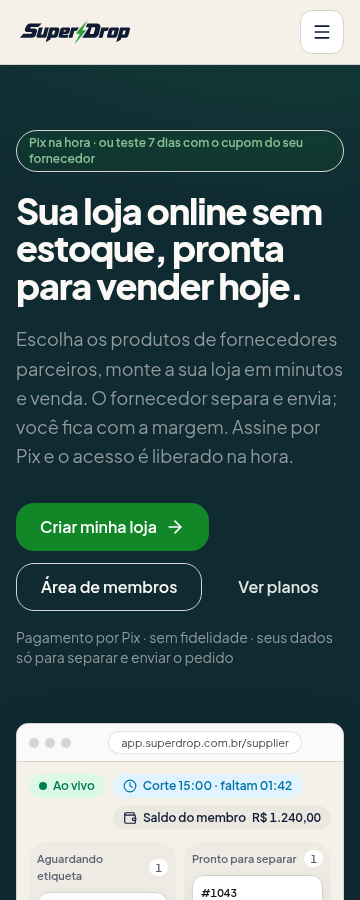 Super Drop
Pix na hora · ou teste 7 dias com o cupom do seu
fornecedor
Sua loja online sem
estoque, pronta
para vender hoje.
Escolha os produtos de fornecedores
parceiros, monte a sua loja em minutos
e venda. O fornecedor separa e envia;
você fica com a margem. Assine por
Pix e o acesso é liberado na hora.
Criar minha loja
Área de membros
Ver planos
Pagamento por Pix · sem fidelidade · seus dados
só para separar e enviar o pedido
app.superdrop.com.br/supplier
Ao vivo
Corte 15:00 · faltam 01:42
Saldo do membro R$ 1.240,00
Aguardando
etiqueta
1
Pronto para separar
1
#1043